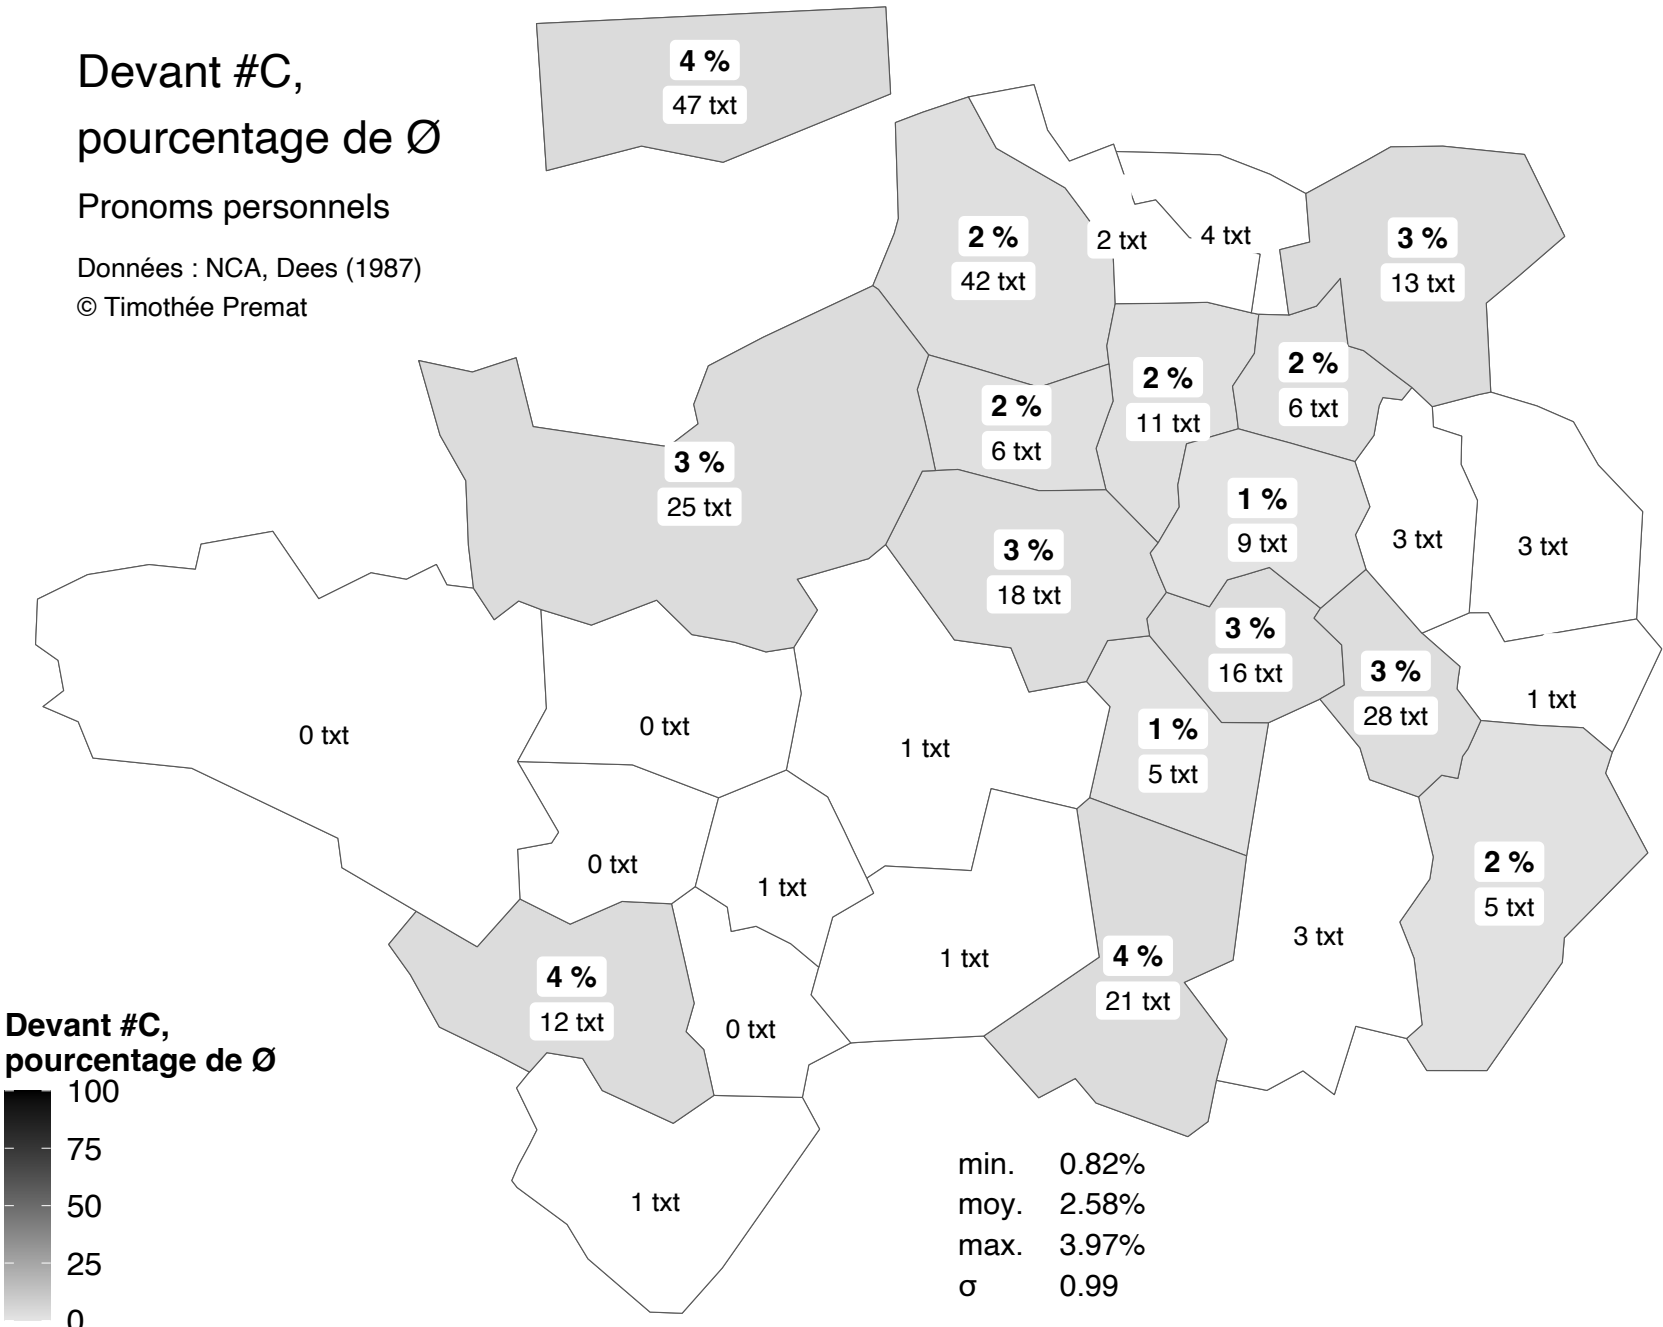 Devant #C,
pourcentage de Ø
Pronoms personnels
Données : NCA, Dees (1987)
© Timothée Premat
4 %
47 txt
2 %
42 txt
2 txt
4 txt
3 %
13 txt
2 %
6 txt
2 %
11 txt
2 %
6 txt
3 %
25 txt
1 %
9 txt
3 txt
3 txt
3 %
18 txt
3 %
16 txt
3 %
28 txt
1 txt
0 txt
0 txt
1 txt
1 %
5 txt
0 txt
1 txt
2 %
5 txt
3 txt
1 txt
4 %
21 txt
4 %
12 txt
0 txt
1 txt
Devant #C,
pourcentage de Ø
100
75
50
25
0
min. 0.82%
moy. 2.58%
max. 3.97%
σ 0.99